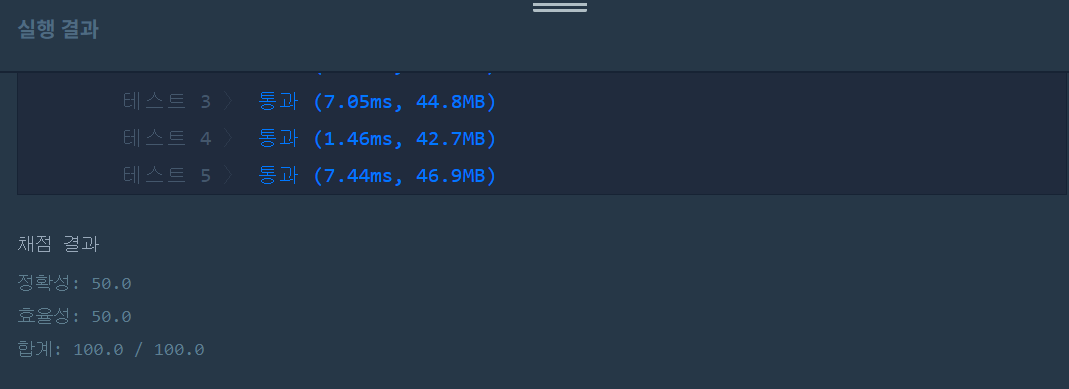 실행 결과
테스트 3 〉 통과 (7.05ms, 44.8MB)
테스트 4 〉 통과 (1.46ms, 42.7MB)
테스트 5 〉 통과 (7.44ms, 46.9MB)
채점 결과
정확성: 50.0
효율성: 50.0
합계: 100.0 / 100.0